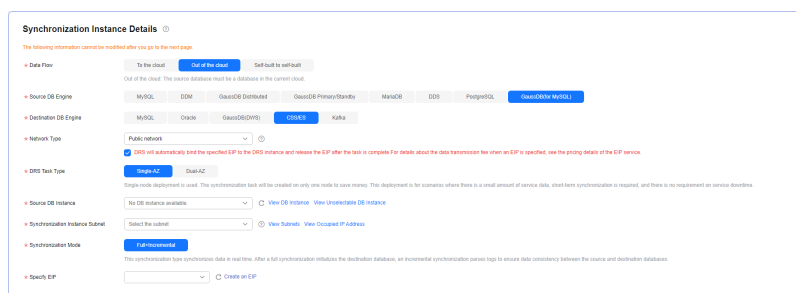 Synchronization Instance Details
The following information cannot be modified after you go to the next page.
* Data Flow To the cloud Out of the cloud Self-built to self-built
Out of the cloud: The source database must be a database in the current cloud.
* Source DB Engine MySQL DDM GaussDB Distributed GaussDB Primary/Standby MariaDB DDS PostgreSQL GaussDB(for MySQL)
* Destination DB Engine MySQL Oracle GaussDB(DWS) CSS/ES Kafka
* Network Type Public network
DRS will automatically bind the specified EIP to the DRS instance and release the EIP after the task is complete.For details about the data transmission fee when an EIP is specified, see the pricing details of the EIP service.
* DRS Task Type Single-AZ Dual-AZ
Single-node deployment is used. The synchronization task will be created on only one node to save money. This deployment is for scenarios where there is a small amount of service data, short-term synchronization is required, and there is no requirement on service downtime.
* Source DB Instance No DB instance available. View DB Instance View Unselectable DB Instance
* Synchronization Instance Subnet Select the subnet View Subnets View Occupied IP Address
* Synchronization Mode Full+Incremental
This synchronization type synchronizes data in real time. After a full synchronization initializes the destination database, an incremental synchronization parses logs to ensure data consistency between the source and destination databases.
* Specify EIP Create an EIP